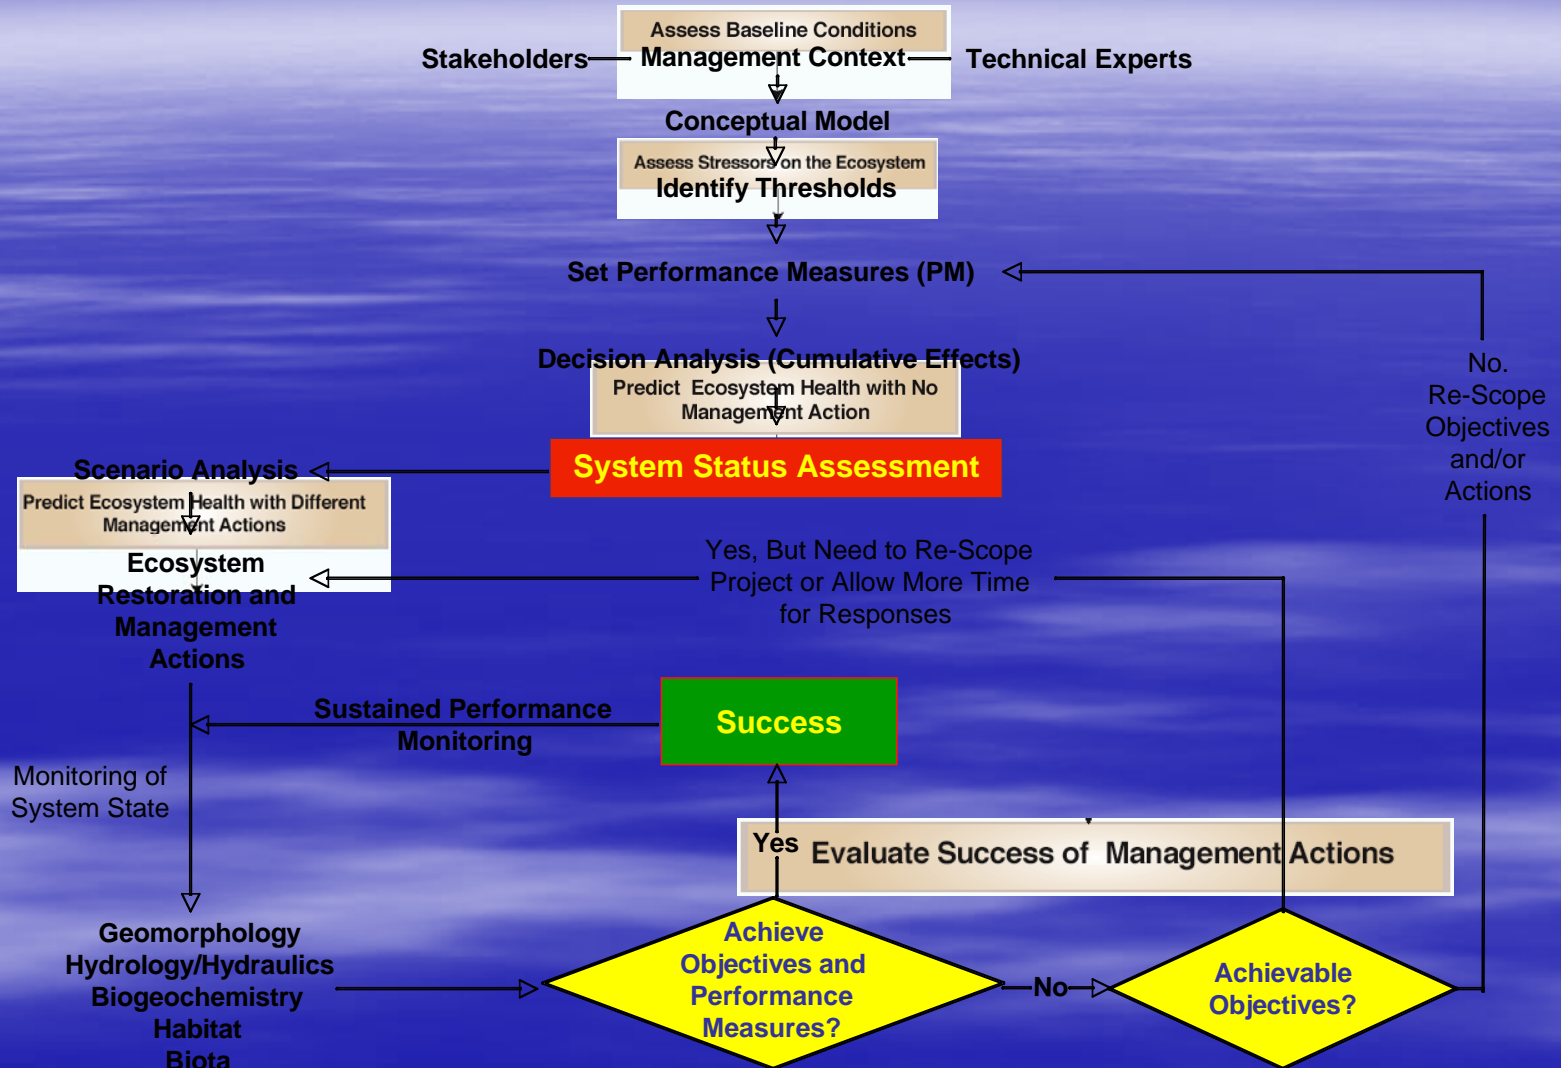 Assess Baseline Conditions
Stakeholders
Management Context
Technical Experts
Conceptual Model
Assess Stressors on the Ecosystem
Identify Thresholds
Set Performance Measures (PM)
Decision Analysis (Cumulative Effects)
Predict Ecosystem Health with No
Management Action
System Status Assessment
No.
Re-Scope
Objectives
and/or
Actions
Scenario Analysis
Predict Ecosystem Health with Different
Management Actions
Ecosystem
Restoration and
Management
Actions
Yes, But Need to Re-Scope
Project or Allow More Time
for Responses
Sustained Performance
Monitoring
Success
Monitoring of
System State
Yes
Evaluate Success of Management Actions
Geomorphology
Hydrology/Hydraulics
Biogeochemistry
Habitat
Biota
Achieve
Objectives and
Performance
Measures?
No
Achievable
Objectives?